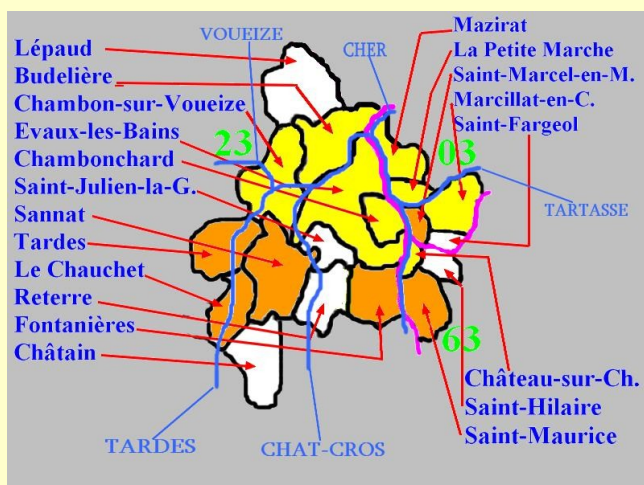 VOUEIZE
CHER
Lépaud
Budelière
Chambon-sur-Voueize
Evaux-les-Bains
Chambonchard
Saint-Julien-la-G.
Sannat
Tardes
Le Chauchet
Reterre
Fontanières
Châtain
Mazirat
La Petite Marche
Saint-Marcel-en-M.
Marcillat-en-C.
Saint-Fargeol
23
03
TARTASSE
63
Château-sur-Ch.
Saint-Hilaire
Saint-Maurice
TARDES
CHAT-CROS